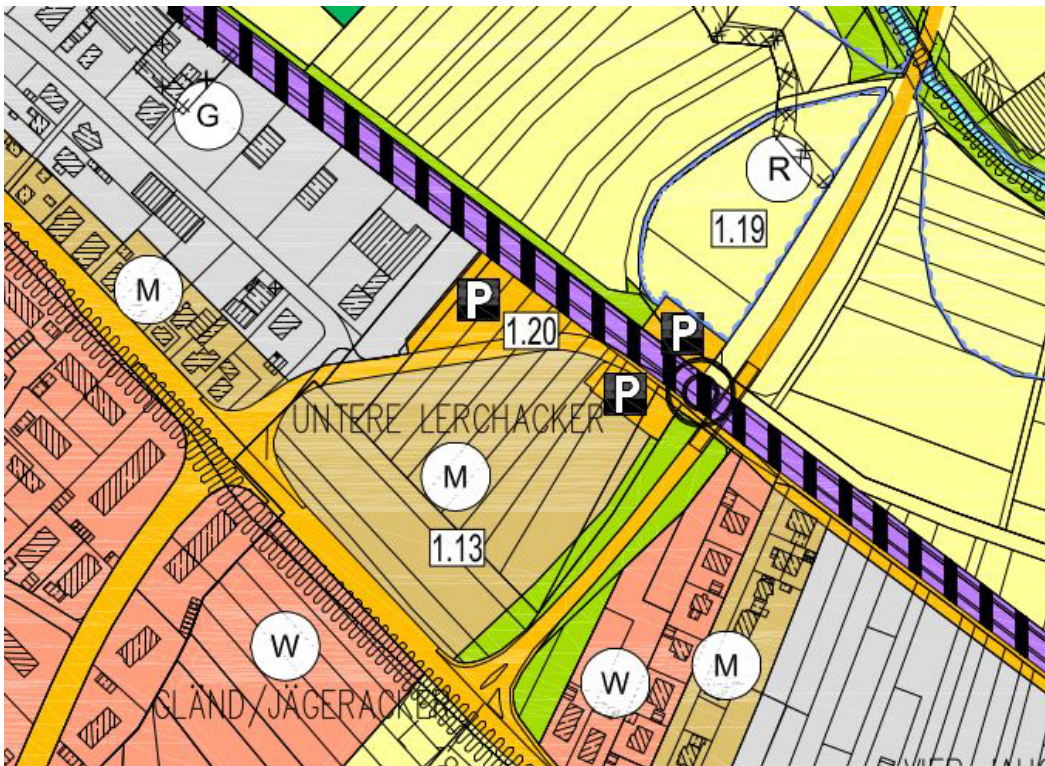 G
R
1.19
M
P
1.20
P
P
UNTERE LERCHACKER
M
1.13
W
M
W
GLÄND/JÄGERACKER